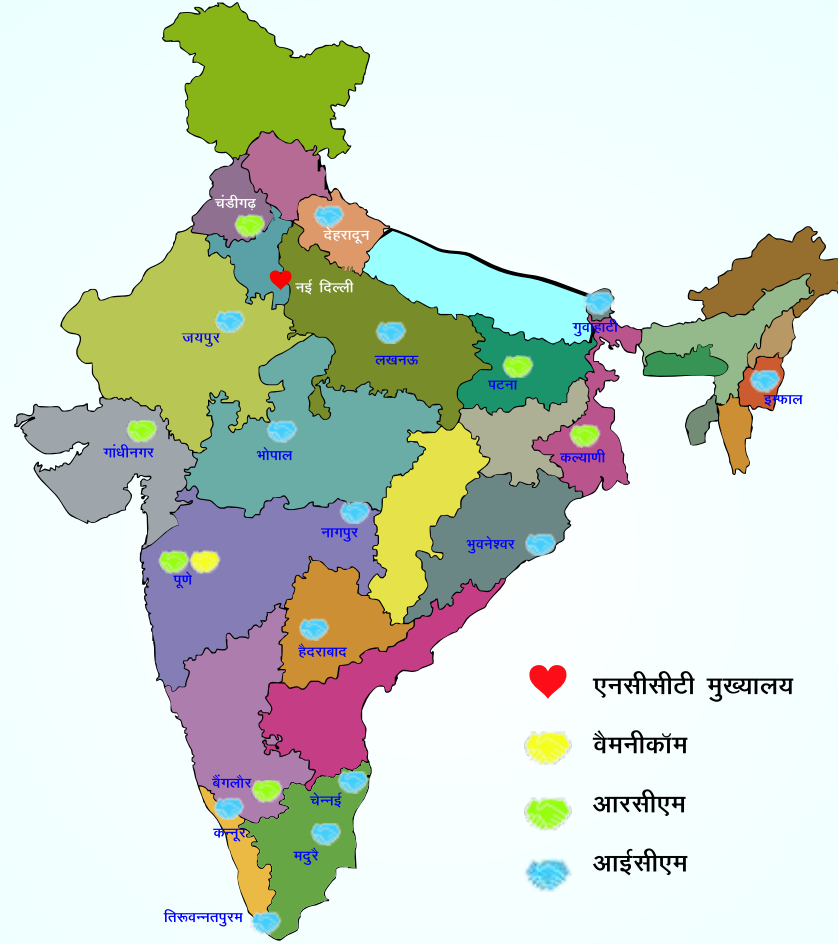 चंडीगढ़
देहरादून
नई दिल्ली
गुवाहाटी
जयपुर
लखनऊ
पटना
इम्फाल
गांधीनगर
भोपाल
कल्याणी
नागपुर
भुवनेश्वर
पूणे
हैदराबाद
एनसीसीटी मुख्यालय
वैमनीकॉम
बैंगलौर
चेन्नई
आरसीएम
कन्नूर
मदुरै
आईसीएम
तिरूवन्नतपुरम